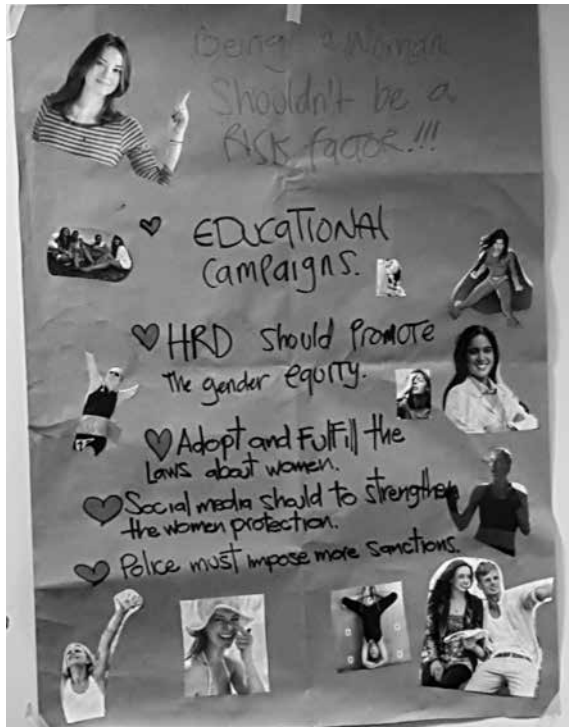 Being a Woman
Shouldn't be a
RISK factor!!!
EDUCATIONAL
campaigns.
HRD should Promote
The gender equity.
Adopt and Fulfill the
Laws about women.
Social media should to strengthen
the women protection.
Police must impose more sanctions.